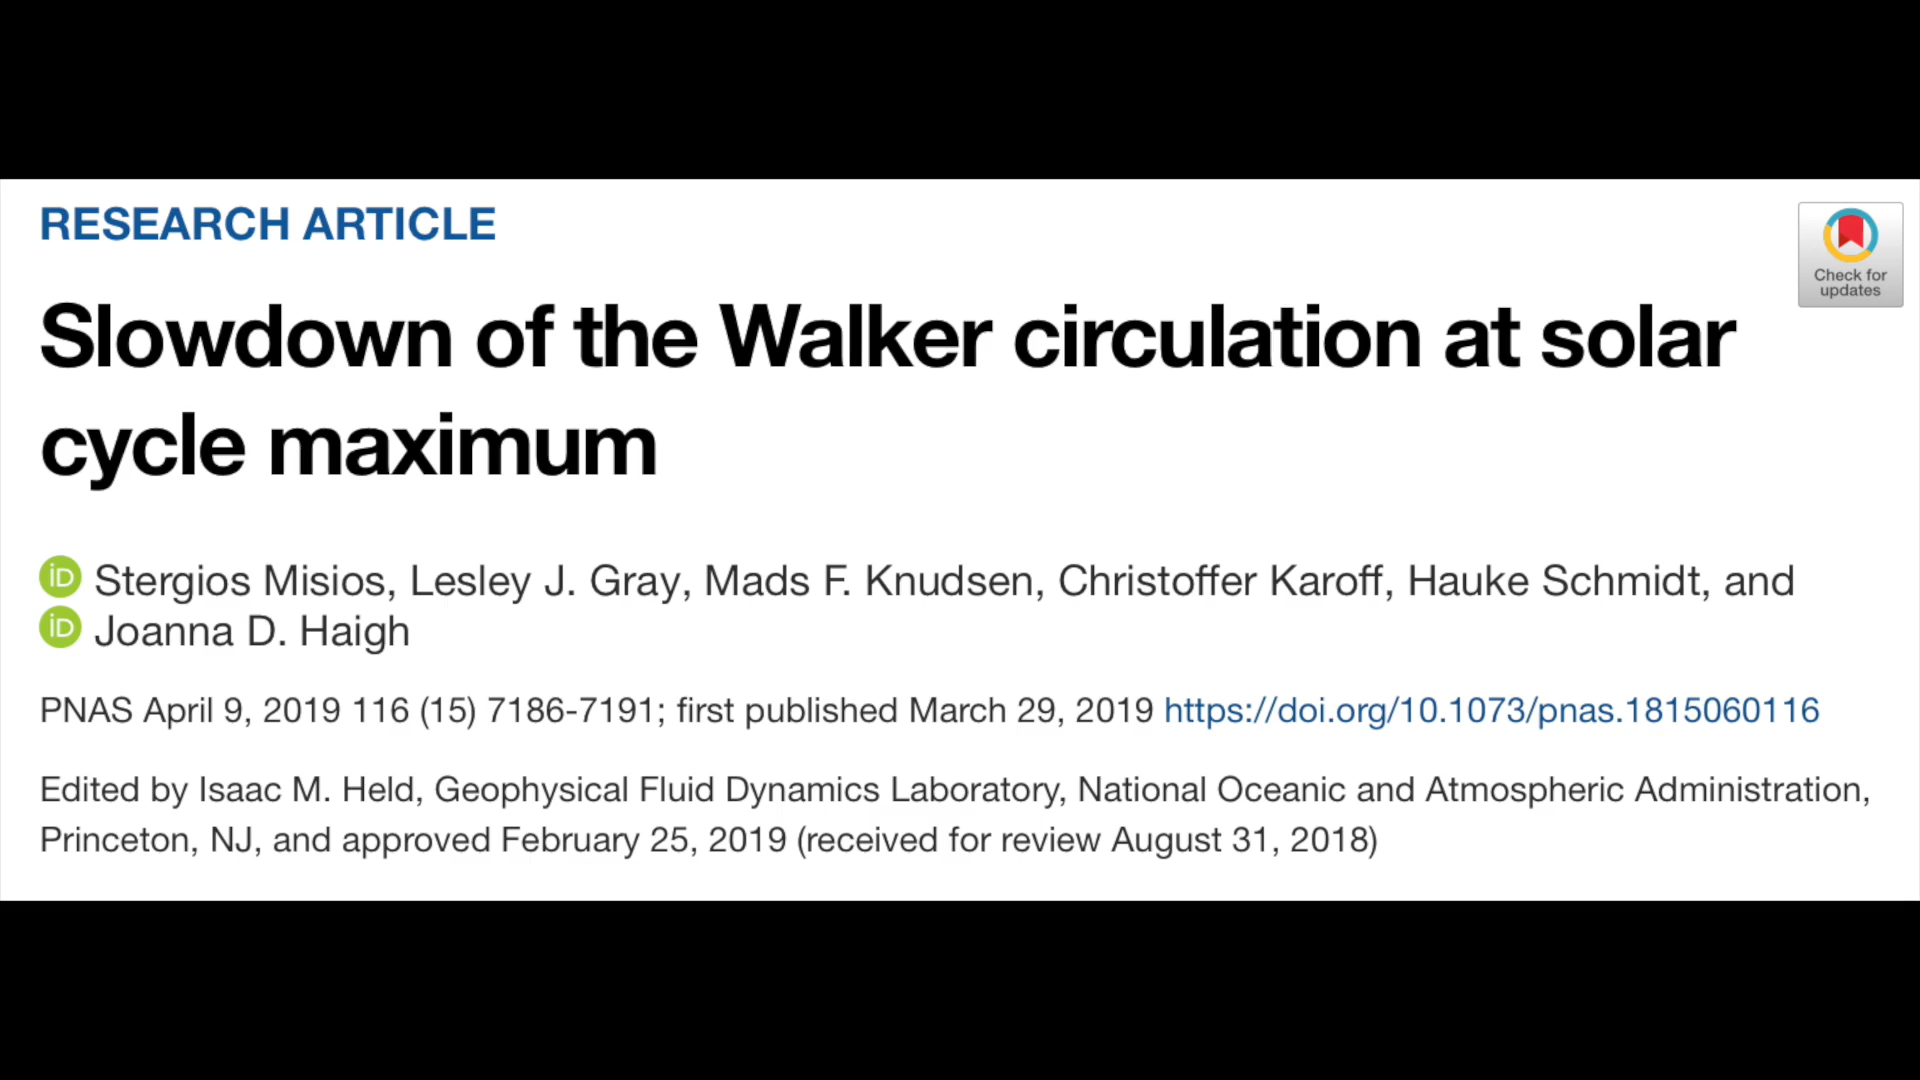 RESEARCH ARTICLE
Check for
updates
Slowdown of the Walker circulation at solar
cycle maximum
iD Stergios Misios, Lesley J. Gray, Mads F. Knudsen, Christoffer Karoff, Hauke Schmidt, and
iD Joanna D. Haigh
PNAS April 9, 2019 116 (15) 7186-7191; first published March 29, 2019 https://doi.org/10.1073/pnas.1815060116
Edited by Isaac M. Held, Geophysical Fluid Dynamics Laboratory, National Oceanic and Atmospheric Administration,
Princeton, NJ, and approved February 25, 2019 (received for review August 31, 2018)